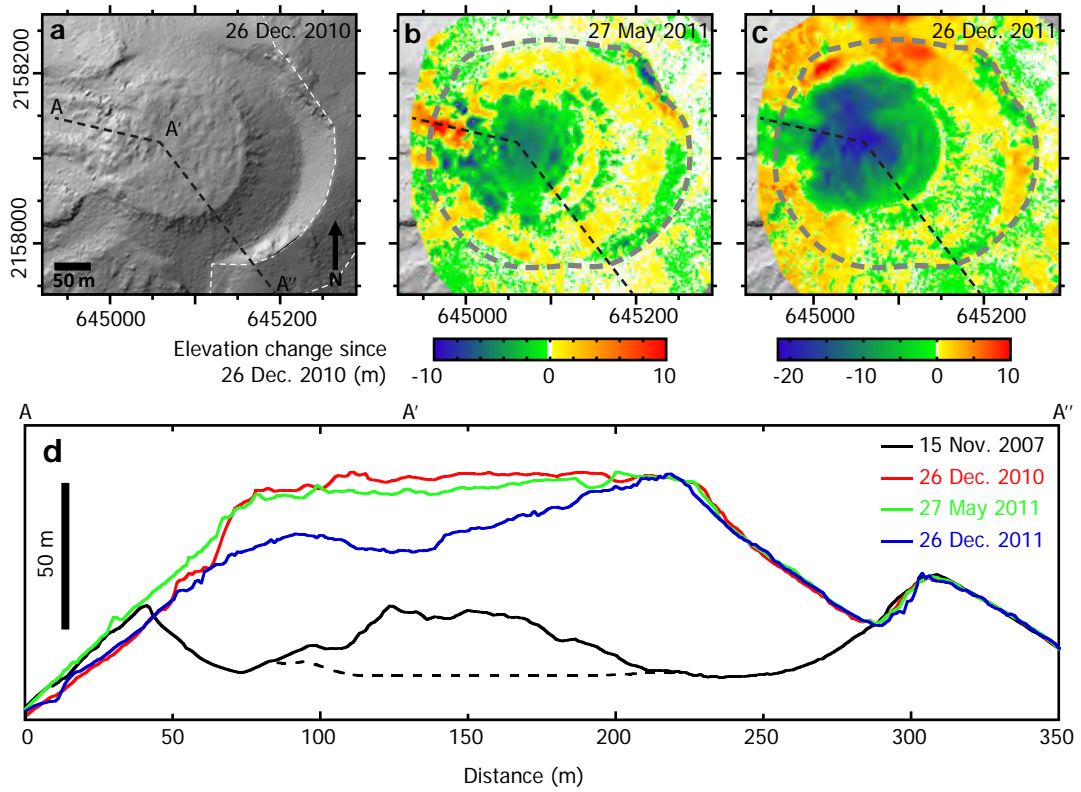 a
26 Dec. 2010
b
27 May 2011
c
26 Dec. 2011
2158200
2158000
A
A'
A''
50 m
N
645000
645200
645000
645200
645000
645200
Elevation change since
26 Dec. 2010 (m)
-10
0
10
-20
-10
0
10
A
A'
A''
d
15 Nov. 2007
26 Dec. 2010
27 May 2011
26 Dec. 2011
50 m
0
50
100
150
200
250
300
350
Distance (m)